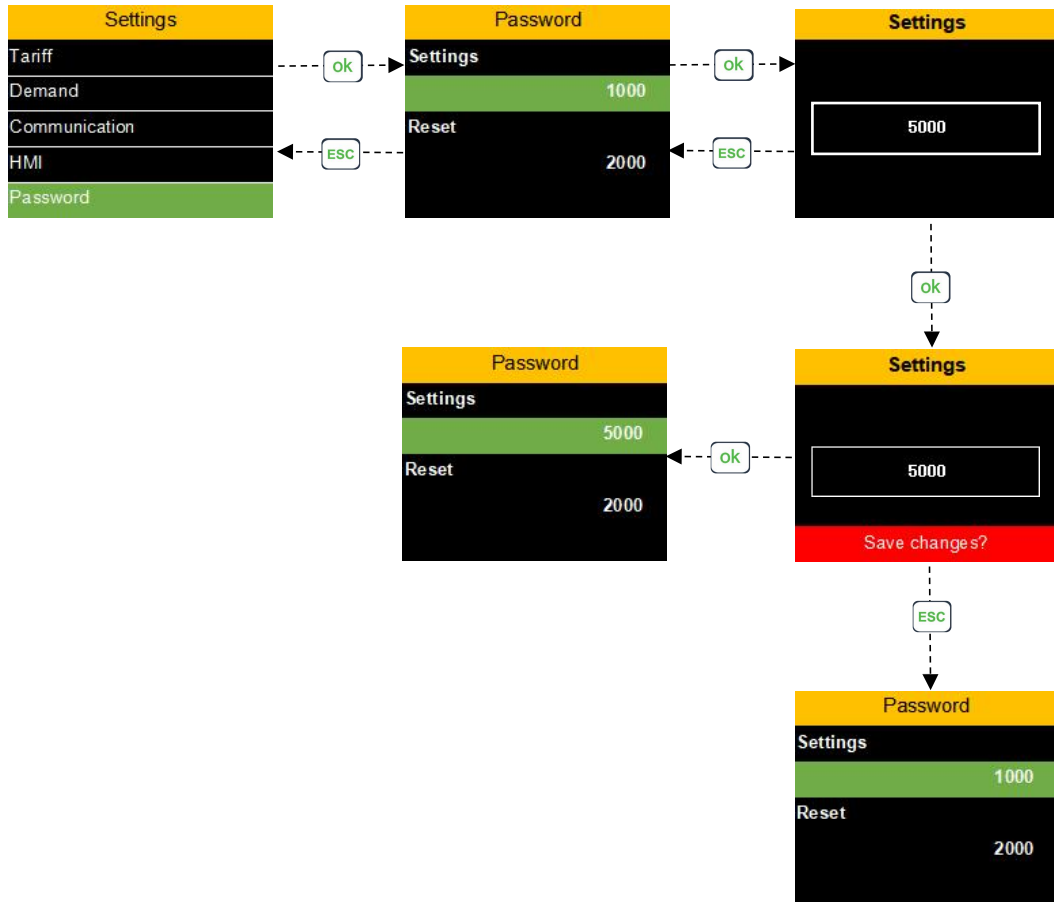 Settings
Tariff
Demand
Communication
HMI
Password
ok
ESC
Password
Settings
1000
Reset
2000
ok
ESC
Settings
5000
ok
Password
Settings
5000
Reset
2000
ok
Settings
5000
Save changes?
ESC
Password
Settings
1000
Reset
2000